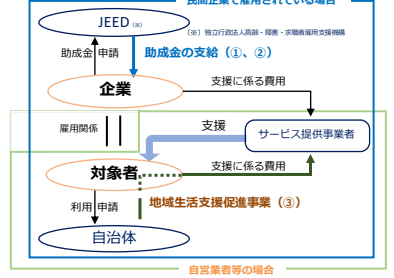 民間企業で雇用されている場合
JEED（※）
（※）独立行政法人高齢・障害・求職者雇用支援機構
助成金 申請
助成金の支給（①、②）
企業
支援に係る費用
雇用関係
支援
サービス提供事業者
対象者
支援に係る費用
利用 申請
地域生活支援促進事業（③）
自治体
自営業者等の場合